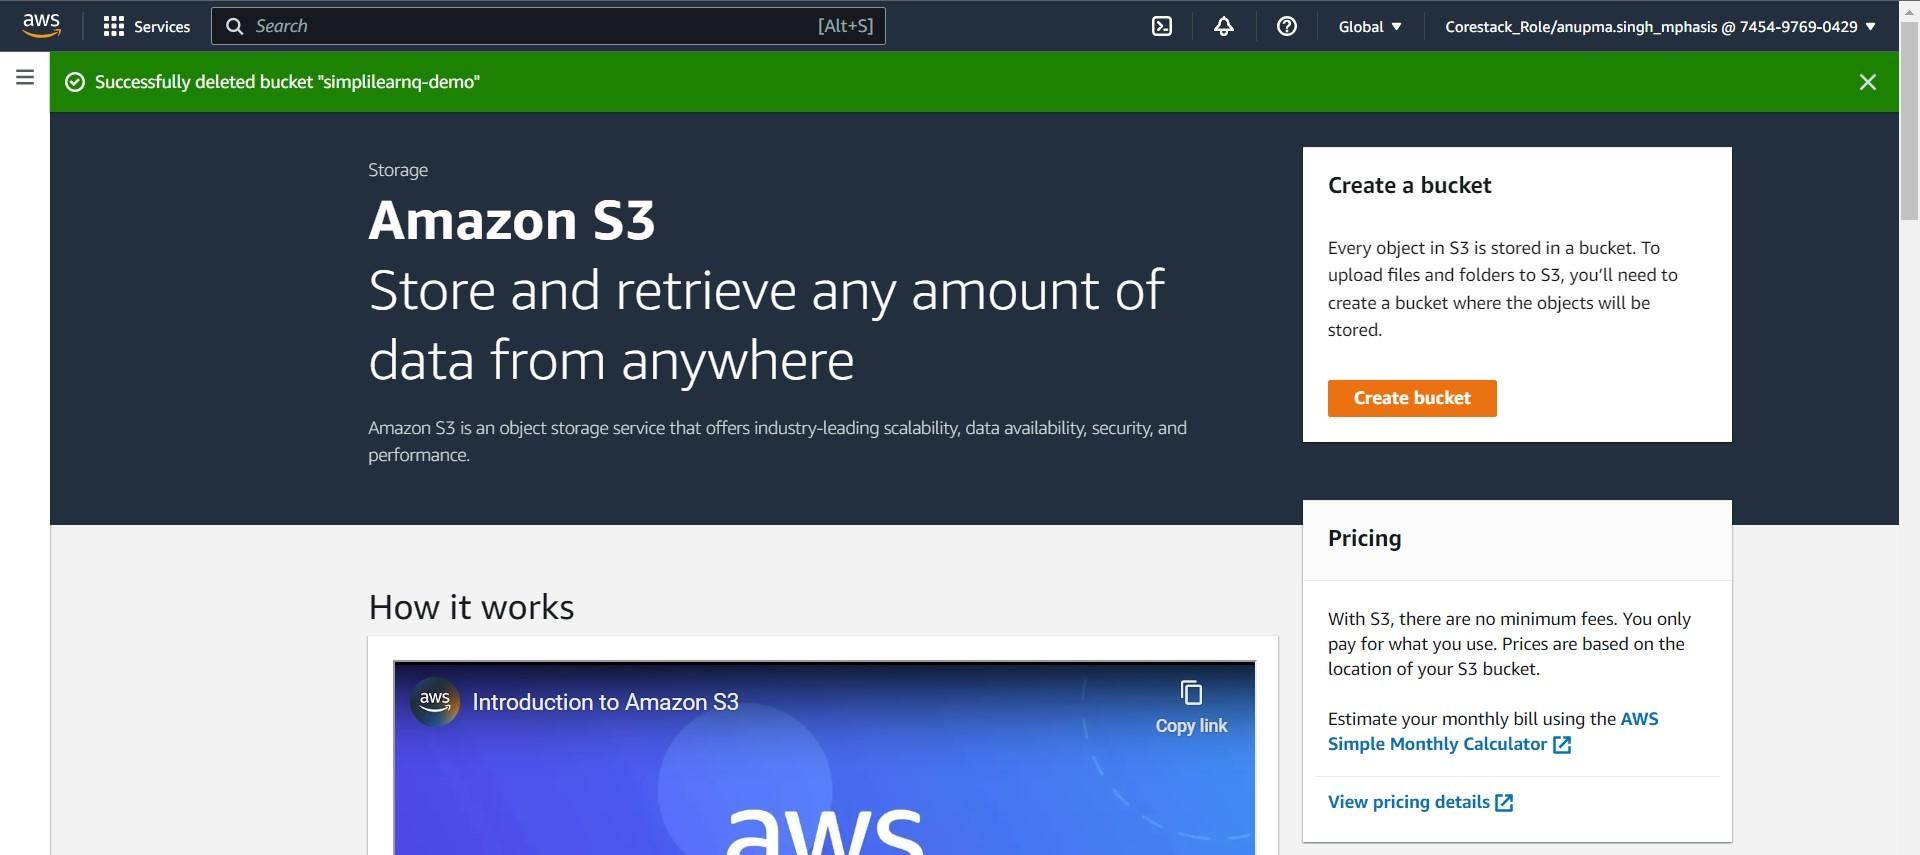 aws
Services
Search
[Alt+S]
Global
Corestack_Role/anupma.singh_mphasis @ 7454-9769-0429
Successfully deleted bucket "simplilearnq-demo"
Storage
Amazon S3
Store and retrieve any amount of
data from anywhere
Amazon S3 is an object storage service that offers industry-leading scalability, data availability, security, and
performance.
Create a bucket
Every object in S3 is stored in a bucket. To
upload files and folders to S3, you’ll need to
create a bucket where the objects will be
stored.
Create bucket
Pricing
With S3, there are no minimum fees. You only
pay for what you use. Prices are based on the
location of your S3 bucket.
Estimate your monthly bill using the AWS
Simple Monthly Calculator
View pricing details
How it works
aws
Introduction to Amazon S3
Copy link
aws